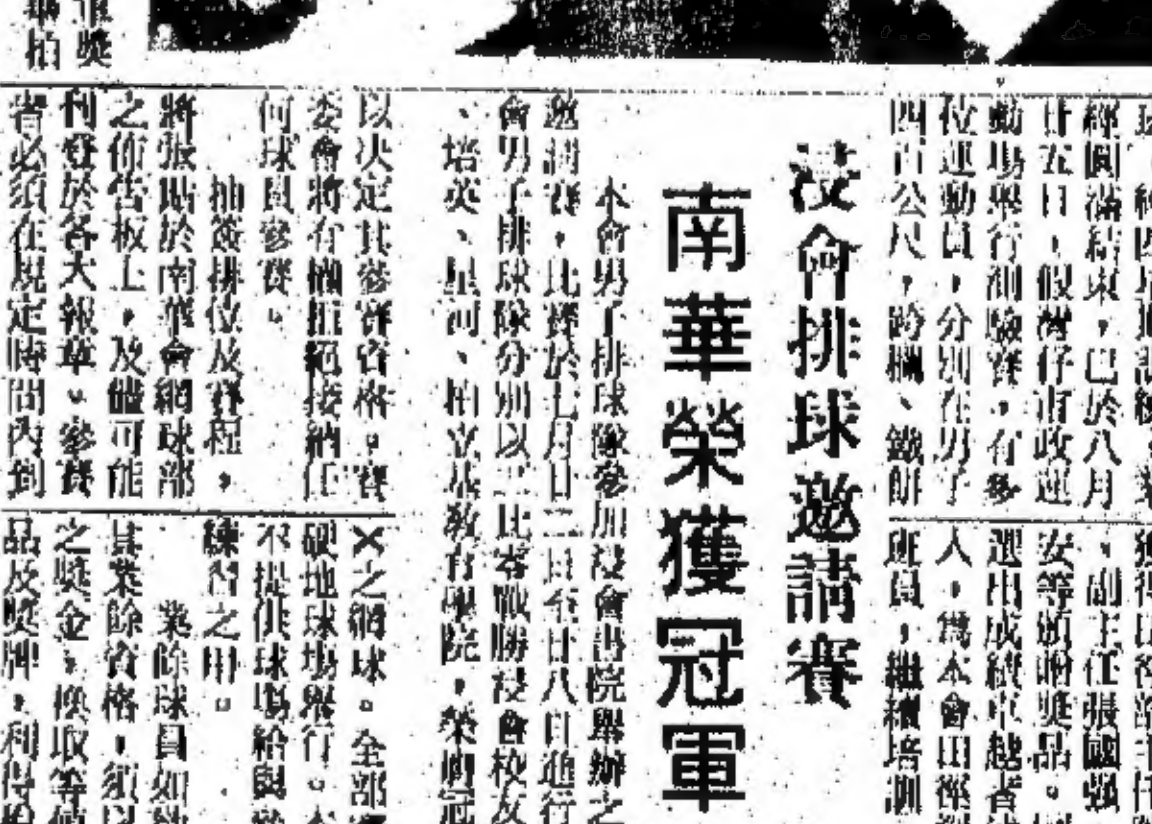 經圓滿結束，已於八月
廿五日，假灣仔市政運
動場舉行測驗賽，有多
位運動員，分別在男子
四百公尺，跨欄、鐵餅
，副主任張國強
安等頒贈獎品。
選出成績卓越者
人，為本會田徑
班員，繼續培訓
浸會排球邀請賽
南華榮獲冠軍
本會男子排球隊參加浸會書院舉辦之
邀請賽，比賽於七月日二日至廿八日進行
會男子排球隊分別以三比零戰勝浸會校友
、培英、星河、柏立基教育學院，榮膺冠
以決定其參賽資格。賽
委會將有權拒絕接納任
何球員參賽。
抽簽排位及賽程，
將張貼於南華會網球部
之佈告板上，及儘可能
刊登於各大報章。參賽
者必須在規定時間內到
×之網球。全部
硬地球場舉行。本
不提供球場給與
練習之用。
業餘球員如
其業餘資格，須以
之獎金，換取等值
品及獎牌，利得